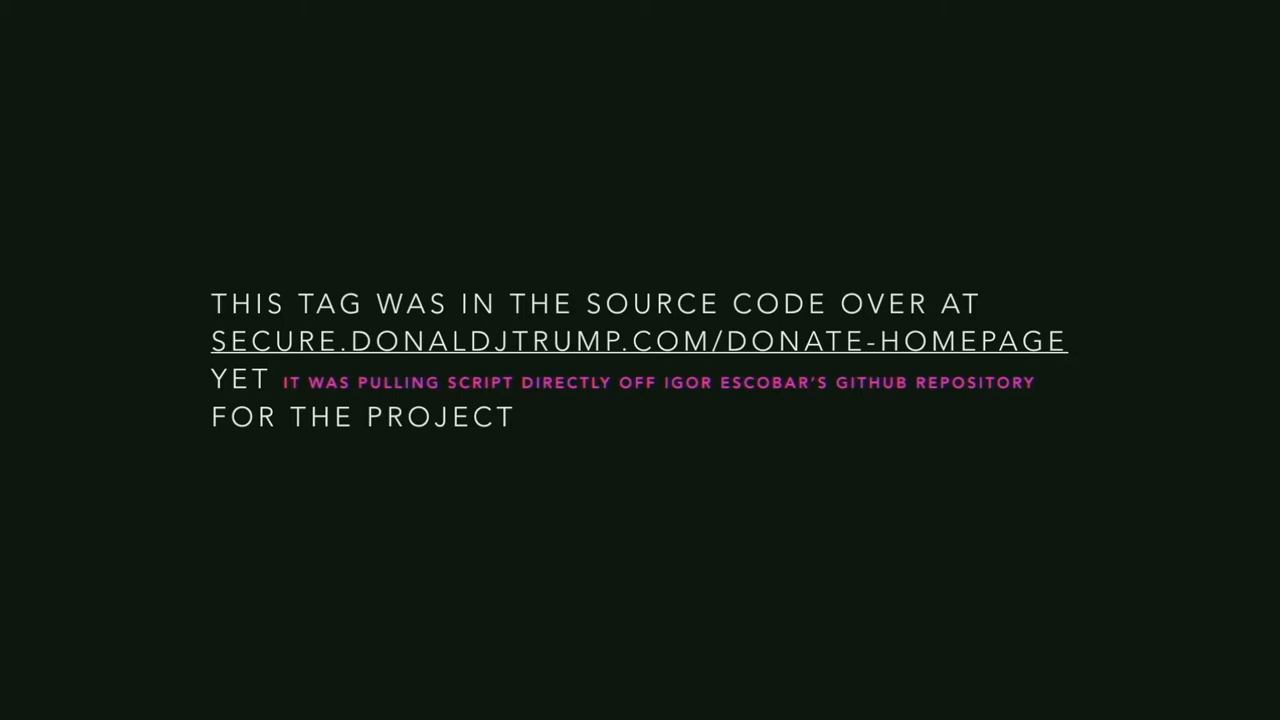 THIS TAG WAS IN THE SOURCE CODE OVER AT
SECURE.DONALDJTRUMP.COM/DONATE-HOMEPAGE
YET IT WAS PULLING SCRIPT DIRECTLY OFF IGOR ESCOBAR'S GITHUB REPOSITORY
FOR THE PROJECT